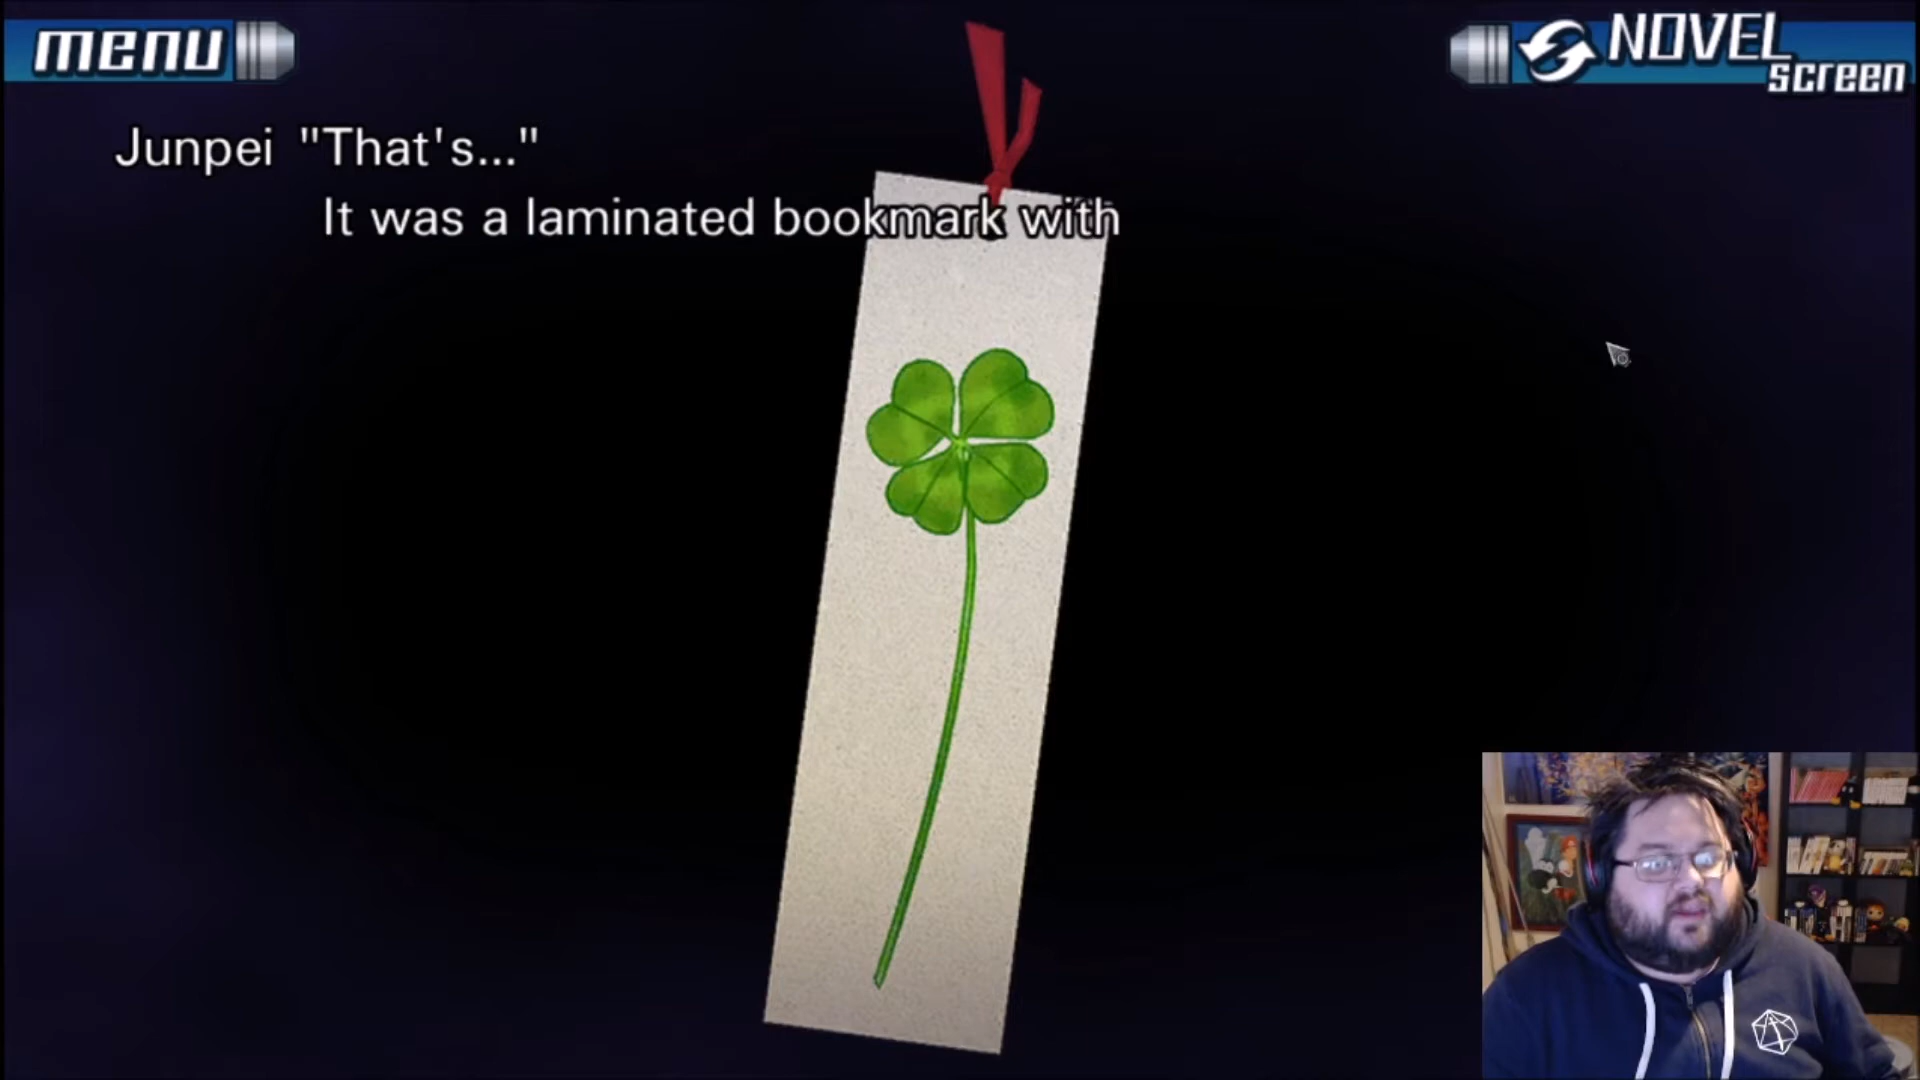 menu
NOVEL
screen
Junpei "That's..."
It was a laminated bookmark with